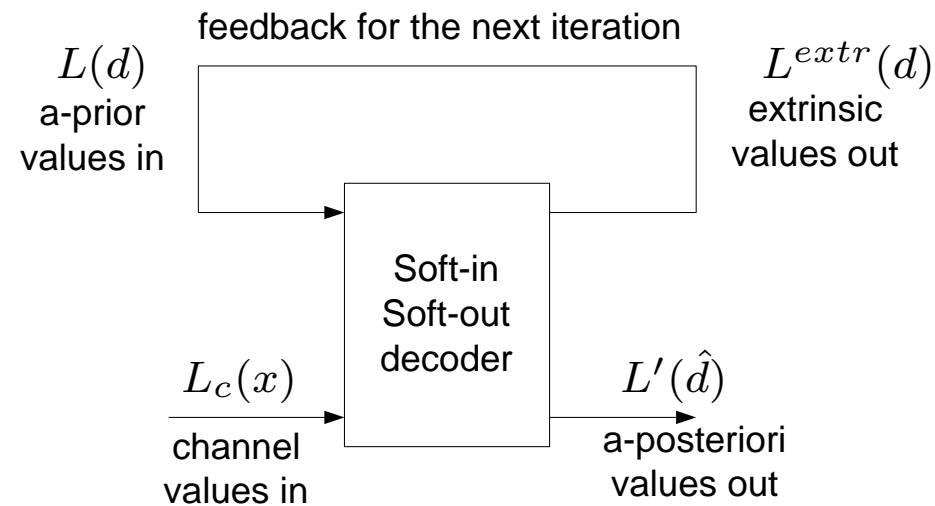 feedback for the next iteration
L(d)
a-prior
values in
L^{extr}(d)
extrinsic
values out
Soft-in
Soft-out
decoder
L_c(x)
channel
values in
L'(\hat{d})
a-posteriori
values out